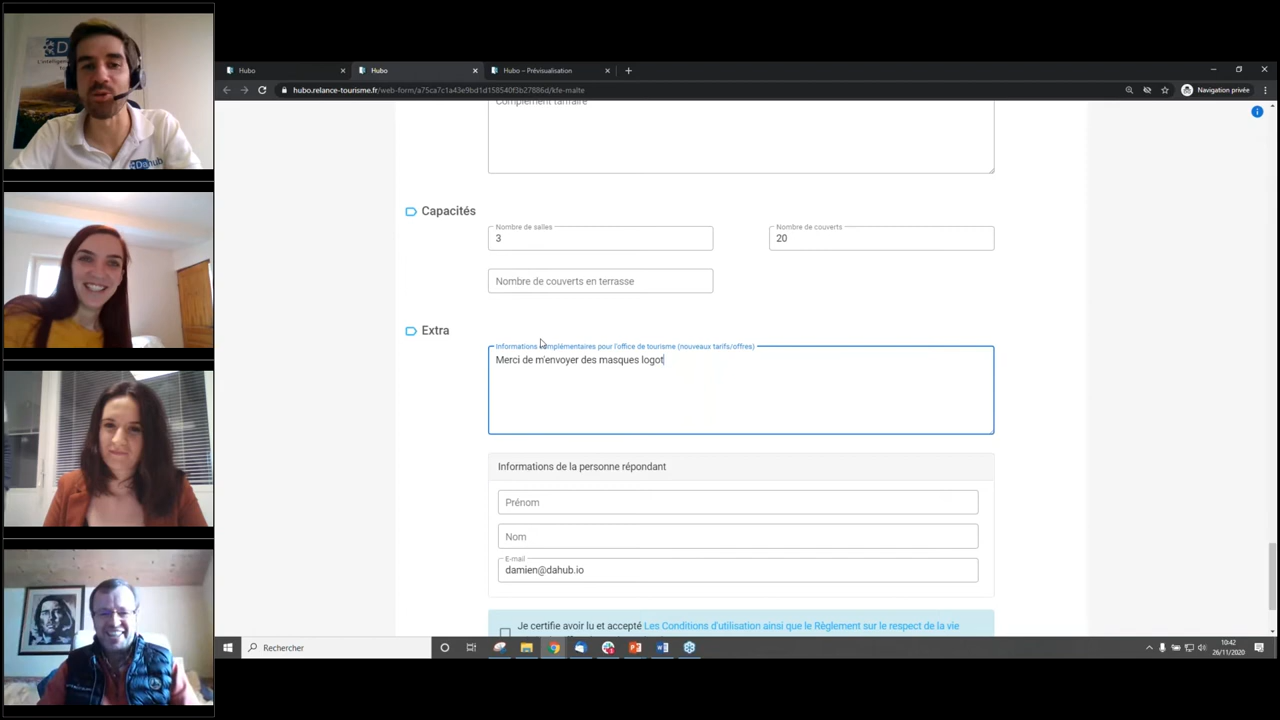 Dahub
Hubo
Hubo
Hubo – Prévisualisation
hubo.relance-tourisme.fr/web-form/a75ca7c1a43e9bd1d158540f3b27886d/kfe-malte
Navigation privée
Complément tarifaire
Capacités
Nombre de salles
3
Nombre de couverts
20
Nombre de couverts en terrasse
Extra
Informations complémentaires pour l'office de tourisme (nouveaux tarifs/offres)
Merci de m'envoyer des masques logot
Informations de la personne répondant
Prénom
Nom
E-mail
damien@dahub.io
Je certifie avoir lu et accepté Les Conditions d'utilisation ainsi que le Règlement sur le respect de la vie
Rechercher
10:42
26/11/2020